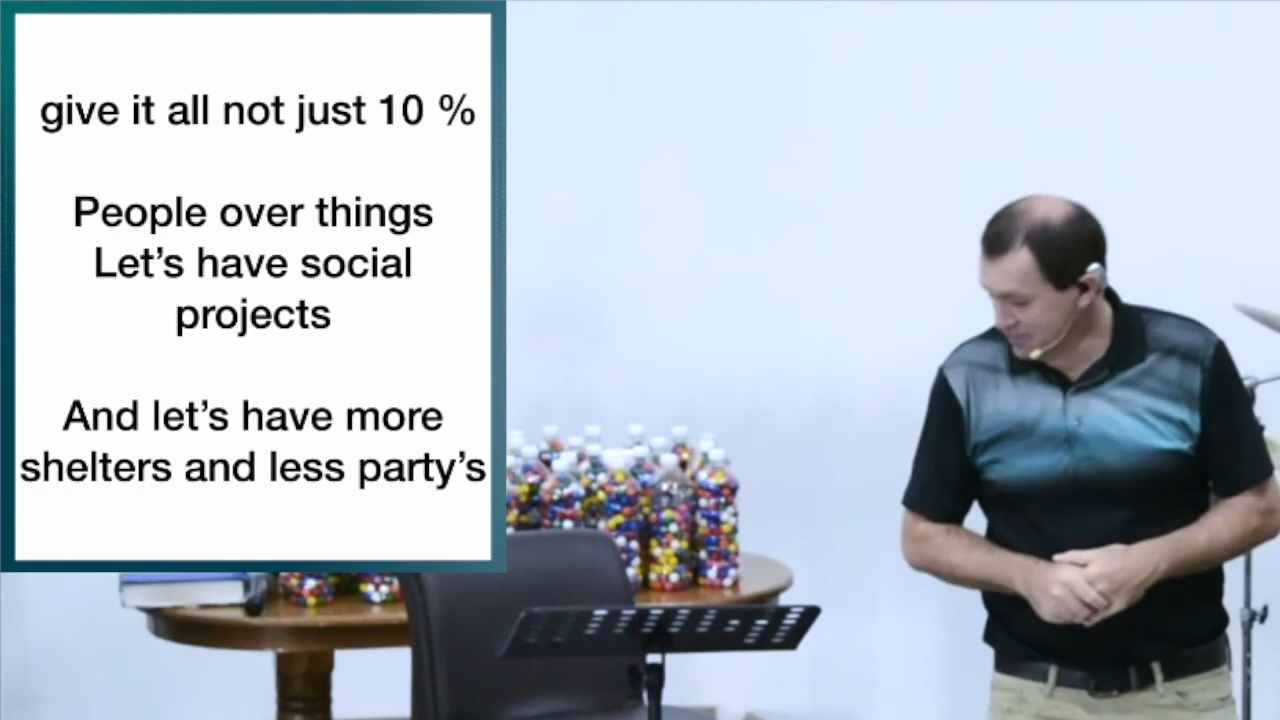 give it all not just 10 %
People over things
Let’s have social
projects
And let’s have more
shelters and less party’s